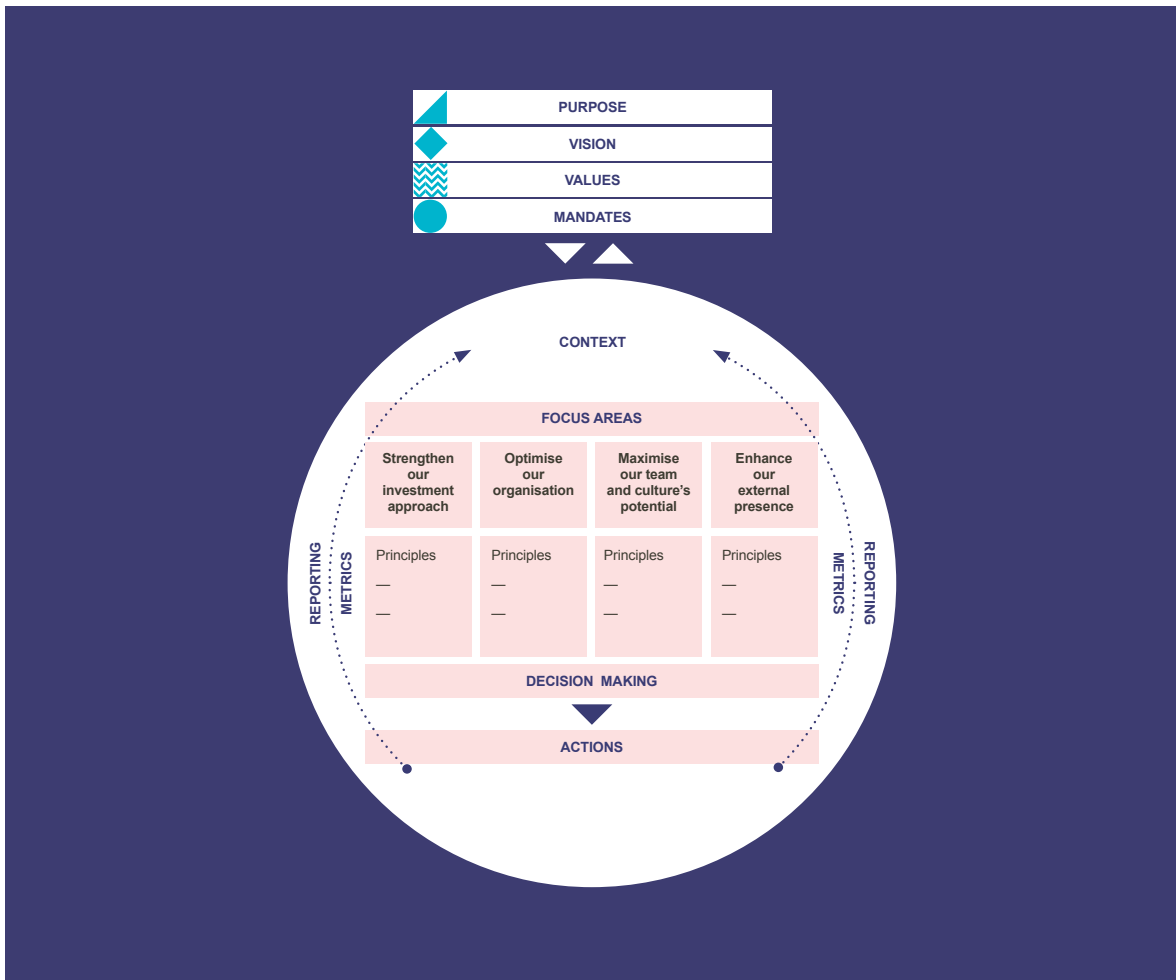 PURPOSE
VISION
VALUES
MANDATES
CONTEXT
FOCUS AREAS
Strengthen
our
investment
approach
Optimise
our
organisation
Maximise
our team
and culture's
potential
Enhance
our
external
presence
REPORTING
METRICS
Principles
—
—
Principles
—
—
Principles
—
—
Principles
—
—
METRICS
REPORTING
DECISION MAKING
ACTIONS